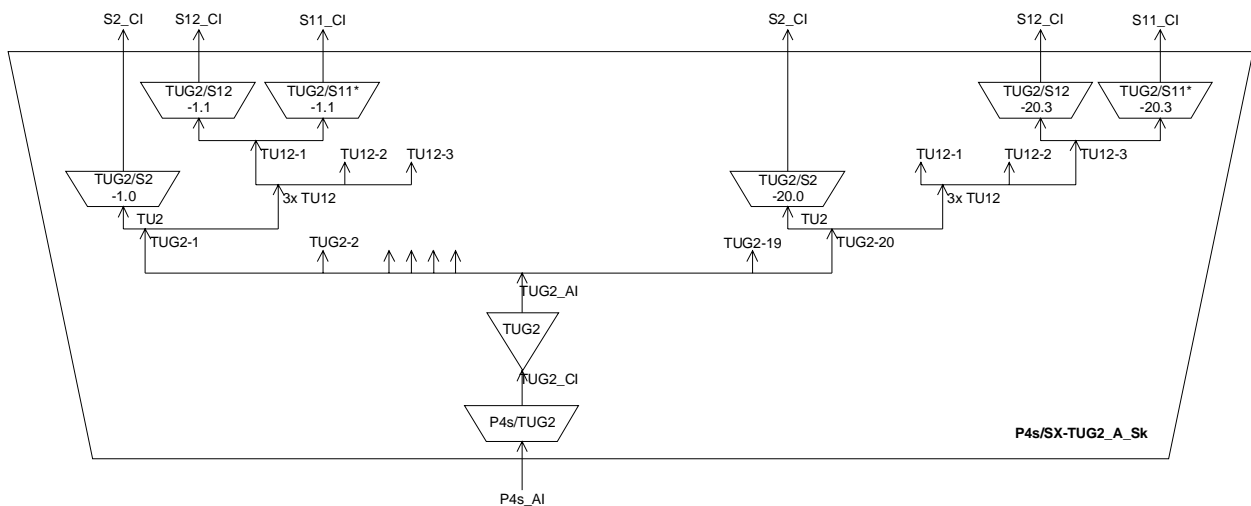 S2_CI S12_CI S11_CI S2_CI S12_CI S11_CI
TUG2/S12 TUG2/S11* TUG2/S12 TUG2/S11*
-1.1 -1.1 -20.3 -20.3
TU12-1 TU12-2 TU12-3 TU12-1 TU12-2 TU12-3
TUG2/S2 TUG2/S2
-1.0 3x TU12 -20.0 3x TU12
TU2 TU2
TUG2-1 TUG2-2 TUG2-19 TUG2-20
TUG2_AI
TUG2
TUG2_CI
P4s/TUG2
P4s/SX-TUG2_A_Sk
P4s_AI